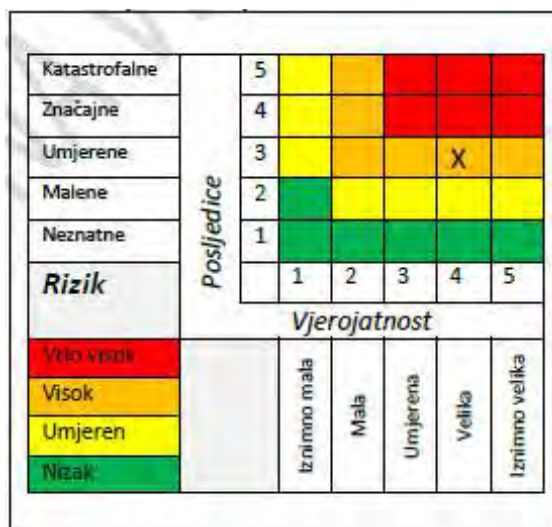 Katastrofalne 5
Značajne 4
Umjerene 3 X
Malene 2
Neznatne 1
Posljedice
Rizik 1 2 3 4 5
Vjerojatnost
Vrlo visok
Visok
Umjeren
Nizak
Iznimno mala
Mala
Umjerena
Velika
Iznimno velika